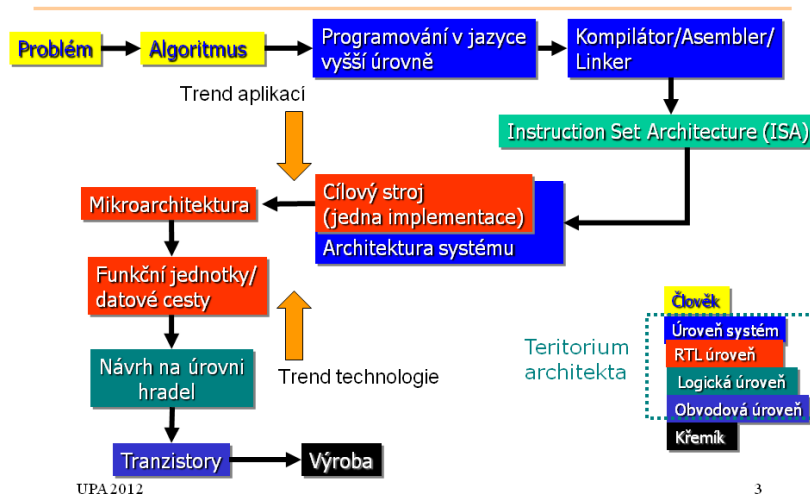 Problém
Algoritmus
Programování v jazyce
vyšší úrovně
Kompilátor/Asembler/
Linker
Trend aplikací
Instruction Set Architecture (ISA)
Mikroarchitektura
Cílový stroj
(jedna implementace)
Architektura systému
Funkční jednotky/
datové cesty
Trend technologie
Návrh na úrovni
hradel
Tranzistory
Výroba
Teritorium
architekta
Člověk
Úroveň systém
RTL úroveň
Logická úroveň
Obvodová úroveň
Křemík
UPA2012
3